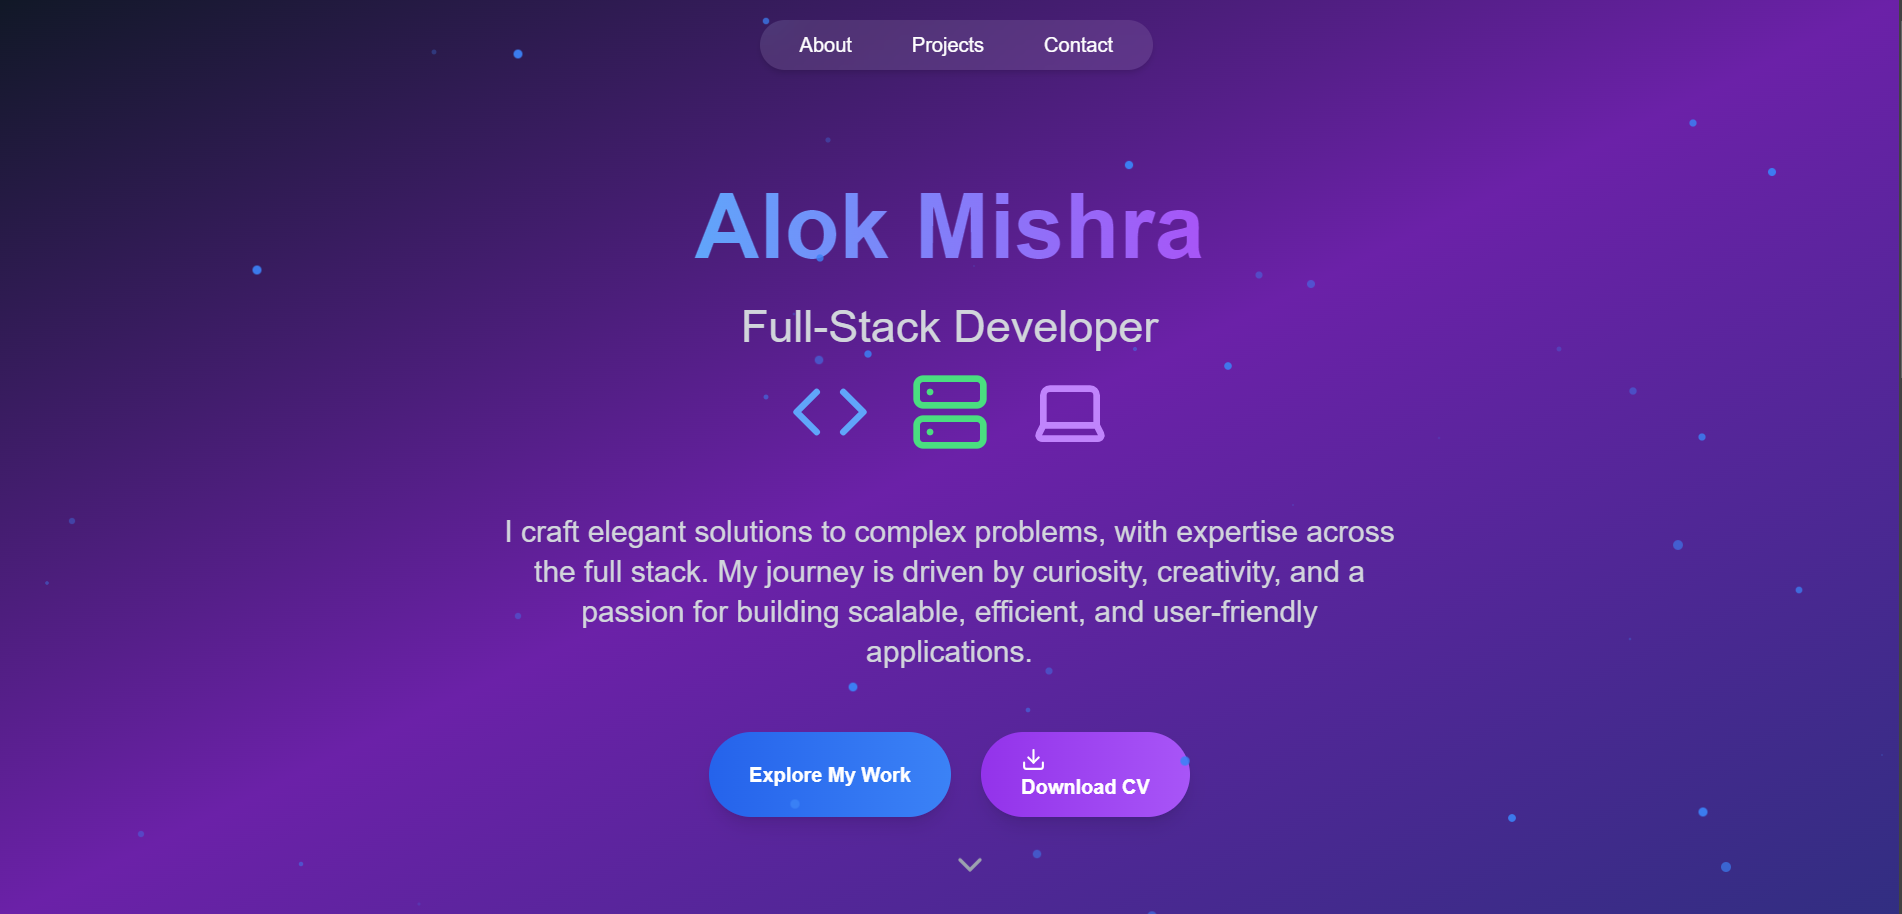 About Projects Contact
Alok Mishra
Full-Stack Developer
I craft elegant solutions to complex problems, with expertise across
the full stack. My journey is driven by curiosity, creativity, and a
passion for building scalable, efficient, and user-friendly
applications.
Explore My Work
Download CV